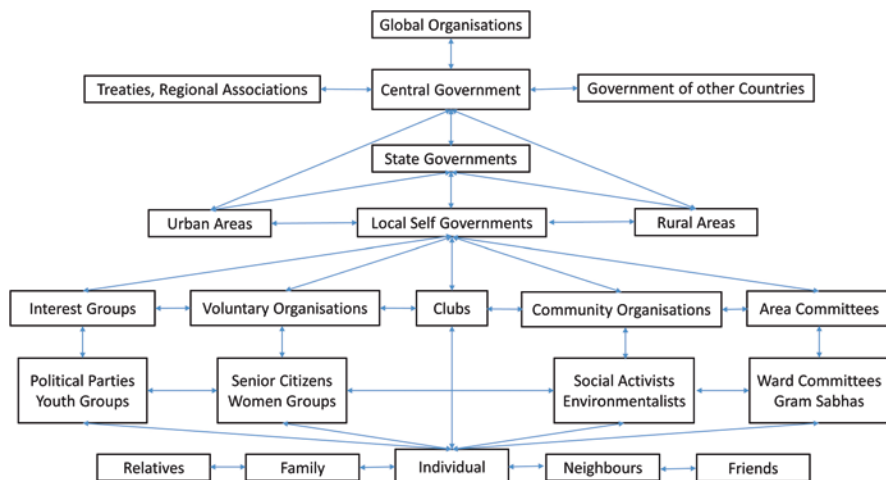 Global Organisations
Treaties, Regional Associations
Central Government
Government of other Countries
State Governments
Urban Areas
Local Self Governments
Rural Areas
Interest Groups
Voluntary Organisations
Clubs
Community Organisations
Area Committees
Political Parties
Youth Groups
Senior Citizens
Women Groups
Social Activists
Environmentalists
Ward Committees
Gram Sabhas
Relatives
Family
Individual
Neighbours
Friends